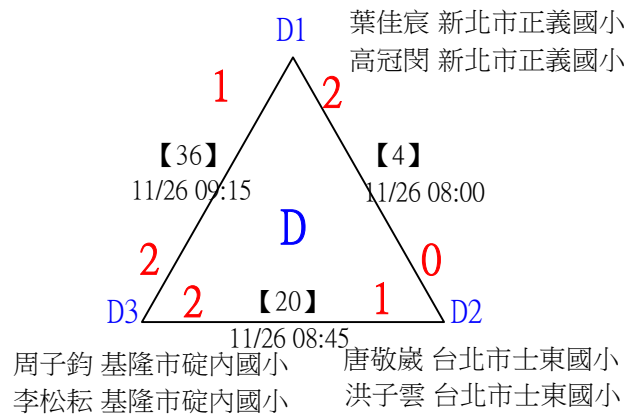 D1
葉佳宸 新北市正義國小
高冠閔 新北市正義國小
1
2
【36】
11/26 09:15
【4】
11/26 08:00
D
2
0
D3
2
【20】
1
D2
11/26 08:45
周子鈞 基隆市碇內國小
李松耘 基隆市碇內國小
唐敬崴 台北市士東國小
洪子雲 台北市士東國小